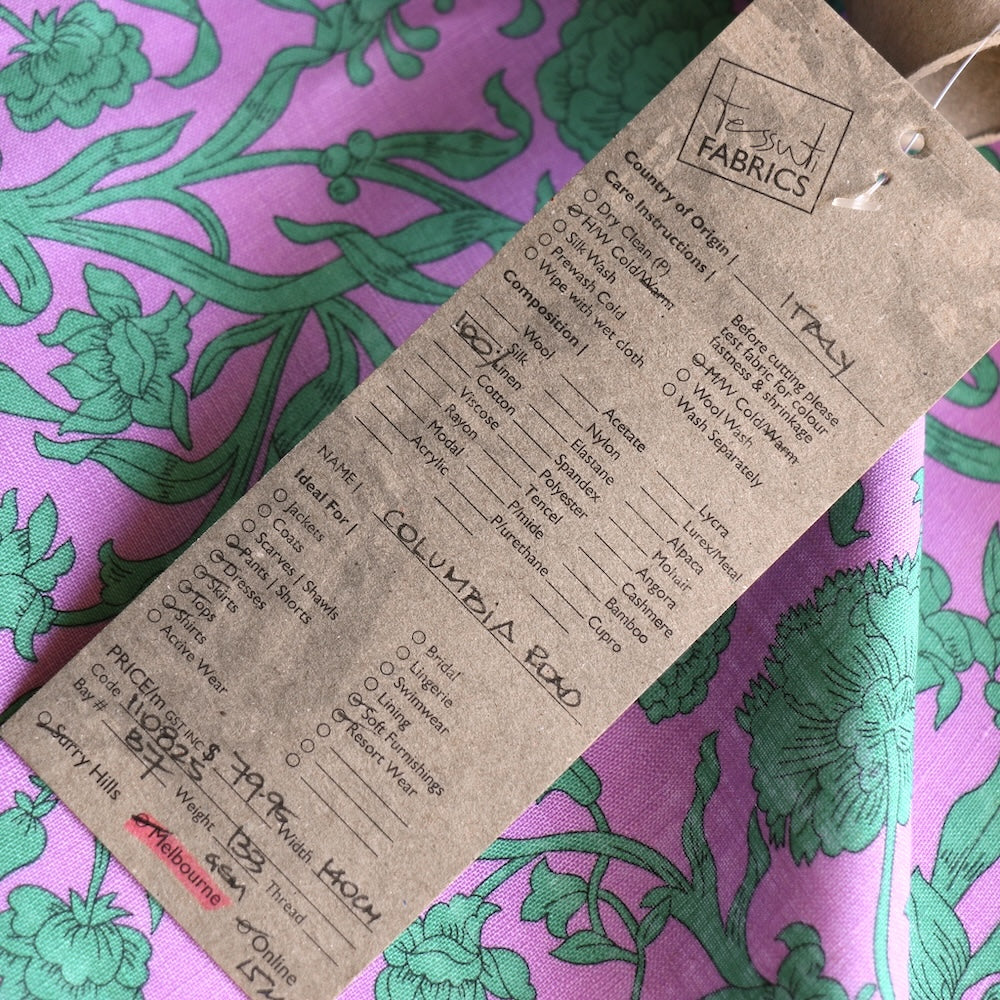 tessuti
FABRICS
Country of Origin | ITALY
Care Instructions |
Dry Clean (P)
H/W Cold/Warm
Silk Wash
Prewash Cold
Wipe with wet cloth
Before cutting please
test fabric for colour
fastness & shrinkage
M/W Cold/Warm
Wool Wash
Wash Separately
Composition |
Wool
Silk
100% Linen
Cotton
Viscose
Rayon
Modal
Acrylic
Acetate
Nylon
Elastane
Spandex
Polyester
Tencel
P/mide
P/urethane
Lycra
Lurex/Metal
Alpaca
Mohair
Angora
Cashmere
Bamboo
Cupro
NAME | COLUMBIA ROAD
Ideal For |
Jackets
Coats
Scarves | Shawls
Pants | Shorts
Dresses
Skirts
Tops
Shirts
Active Wear
Bridal
Lingerie
Swimwear
Lining
Soft Furnishings
Resort Wear
PRICE/m GST INC $ 79.95
Code 110825
Width 140CM
Bay # B7
Weight 133 GSM
Thread
Surry Hills
Melbourne
Online